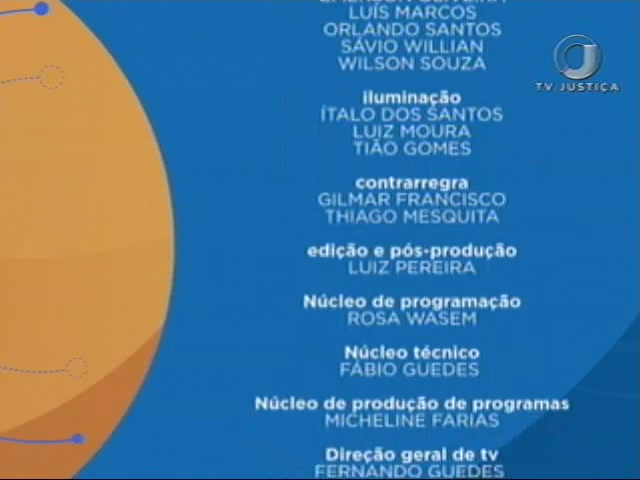 LUÍS MARCOS
ORLANDO SANTOS
SÁVIO WILLIAN
WILSON SOUZA
TV JUSTIÇA
iluminação
ÍTALO DOS SANTOS
LUIZ MOURA
TIÃO GOMES
contrarregra
GILMAR FRANCISCO
THIAGO MESQUITA
edição e pós-produção
LUIZ PEREIRA
Núcleo de programação
ROSA WASEM
Núcleo técnico
FÁBIO GUEDES
Núcleo de produção de programas
MICHELINE FARIAS
Direção geral de tv
FERNANDO GUEDES